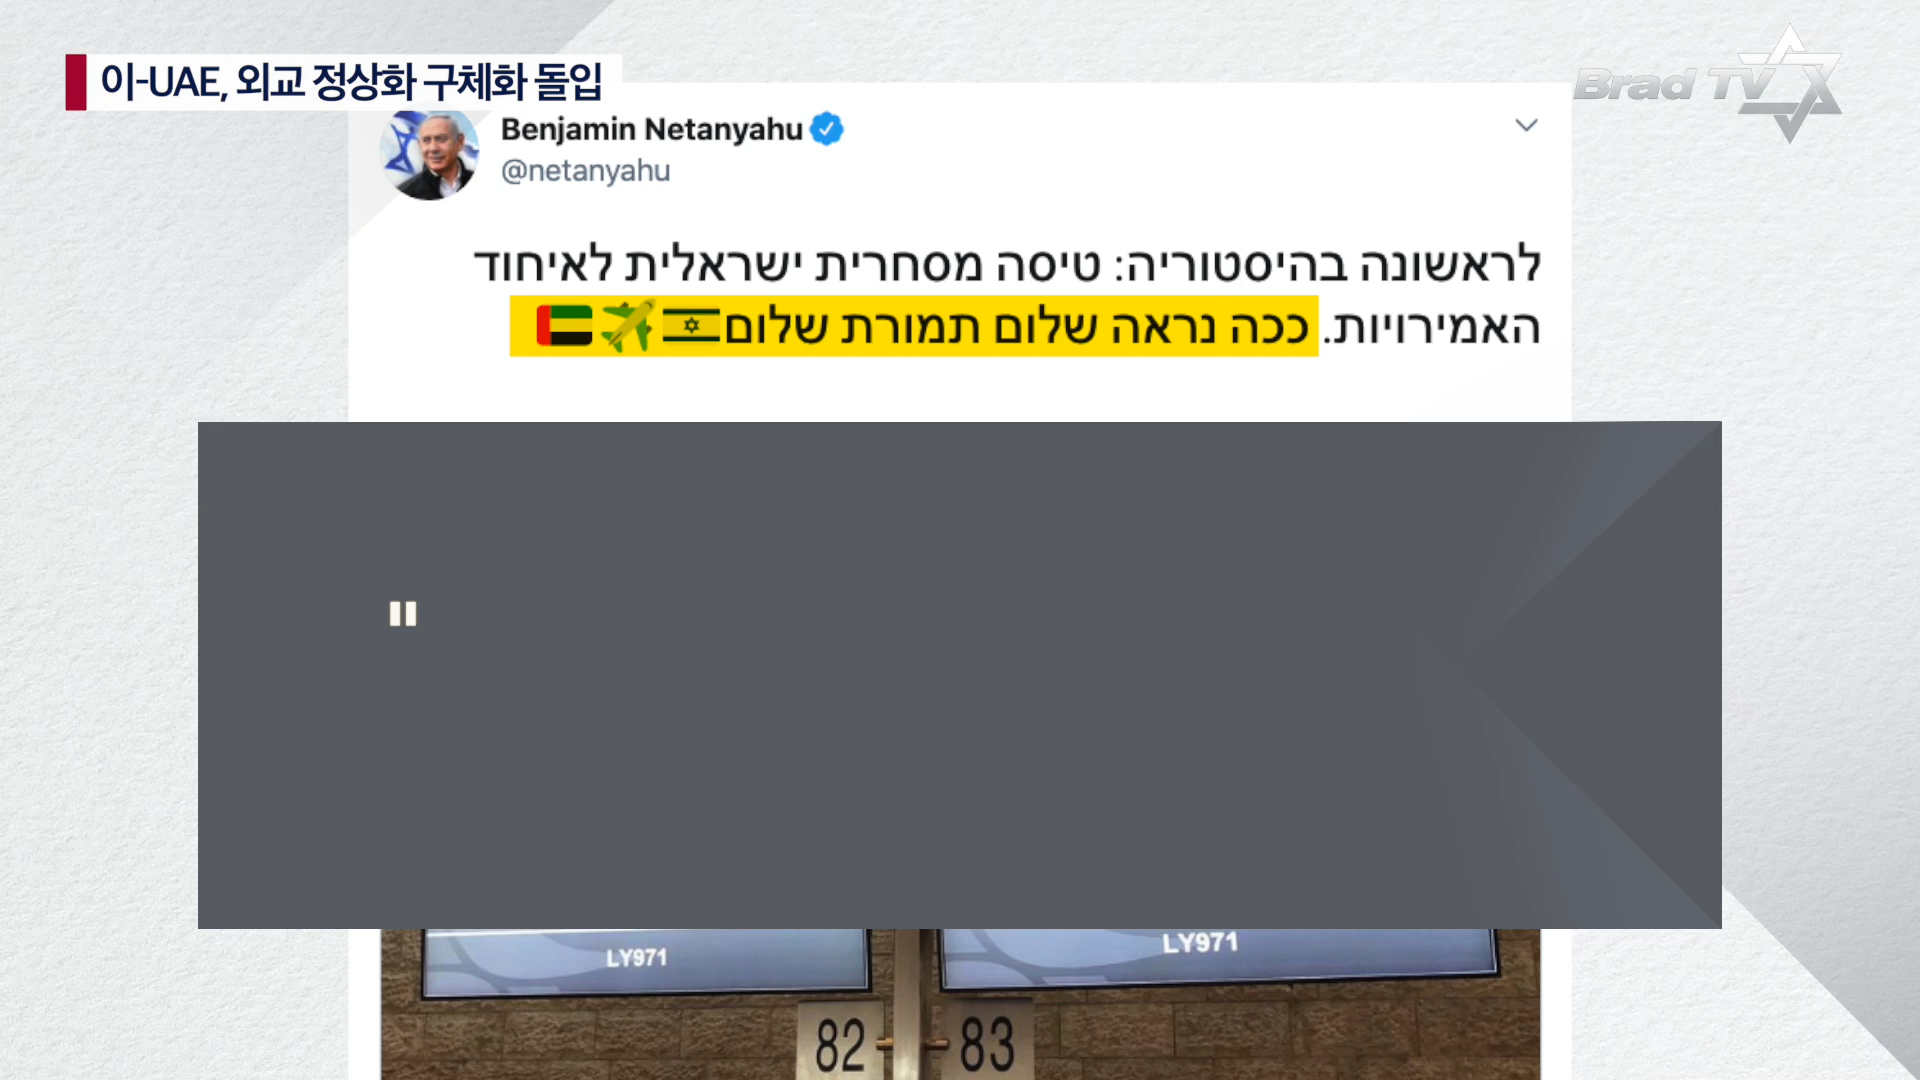 이-UAE, 외교 정상화 구체화 돌입
Brad TV
Benjamin Netanyahu
@netanyahu
לראשונה בהיסטוריה: טיסה מסחרית ישראלית לאיחוד
האמירויות. ככה נראה שלום תמורת שלום🇮🇱✈️🇦🇪
"
LY971
LY971
82
83